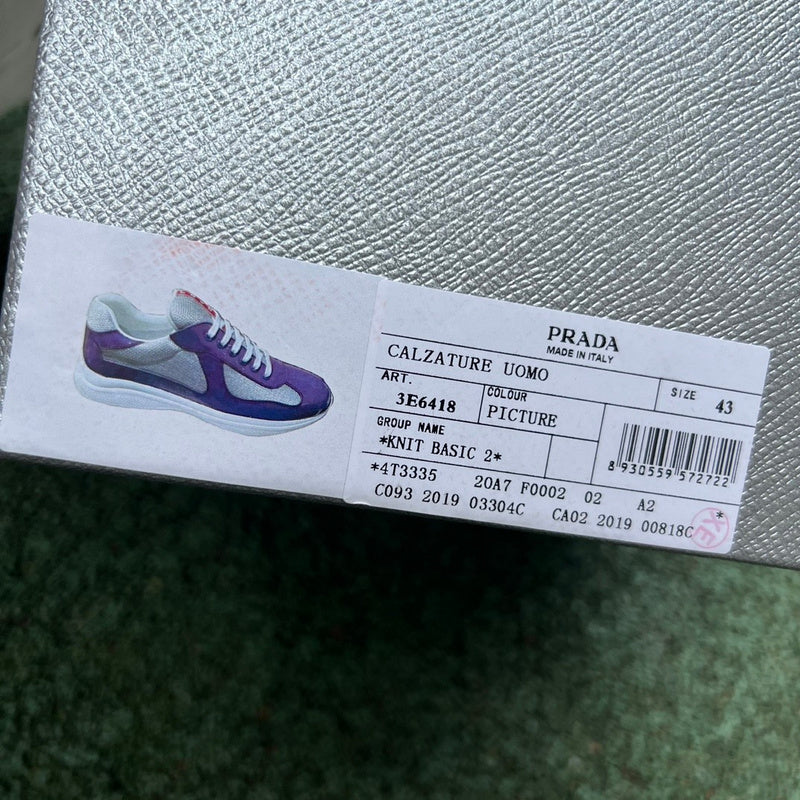 PRADA
MADE IN ITALY
CALZATURE UOMO
SIZE 43
ART. 3E6418
COLOUR PICTURE
GROUP NAME
*KNIT BASIC 2*
8 930559 572722
*4T3335 20A7 F0002 02 A2
C093 2019 03304C CA02 2019 00818C *
XE